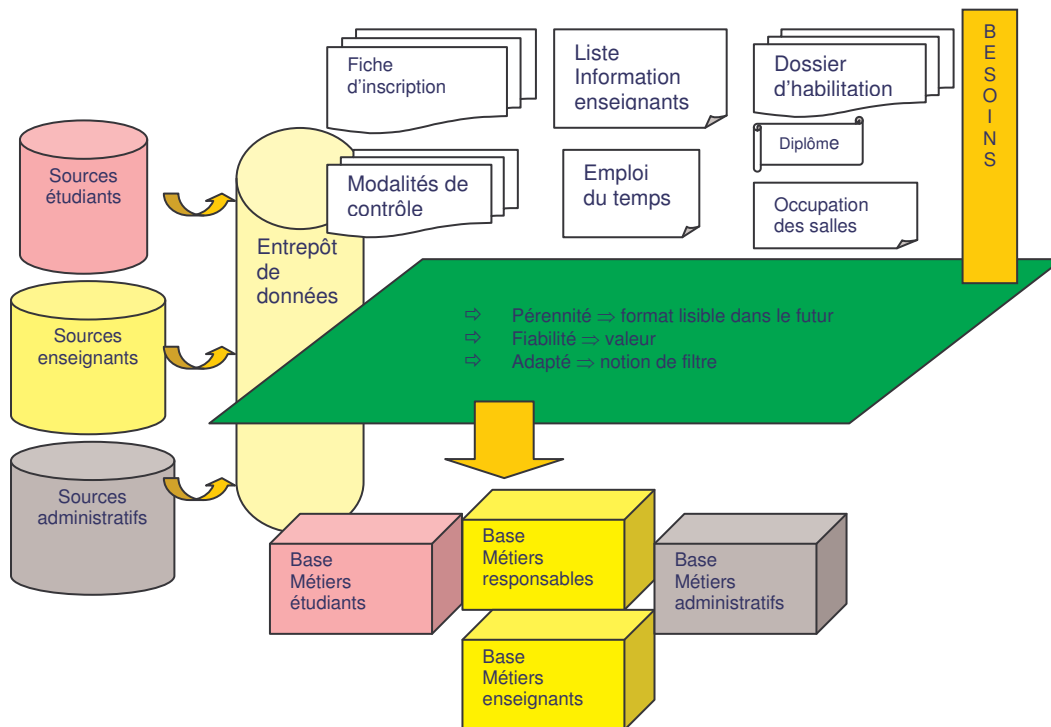 Fiche
d'inscription
Liste
Information
enseignants
Dossier
d'habilitation
B
E
S
O
I
N
S
Diplôme
Sources
étudiants
Modalités de
contrôle
Emploi
du temps
Occupation
des salles
Entrepôt
de
données
Sources
enseignants
⇨ Pérennité ⇒ format lisible dans le futur
⇨ Fiabilité ⇒ valeur
⇨ Adapté ⇒ notion de filtre
Sources
administratifs
Base
Métiers
étudiants
Base
Métiers
responsables
Base
Métiers
administratifs
Base
Métiers
enseignants